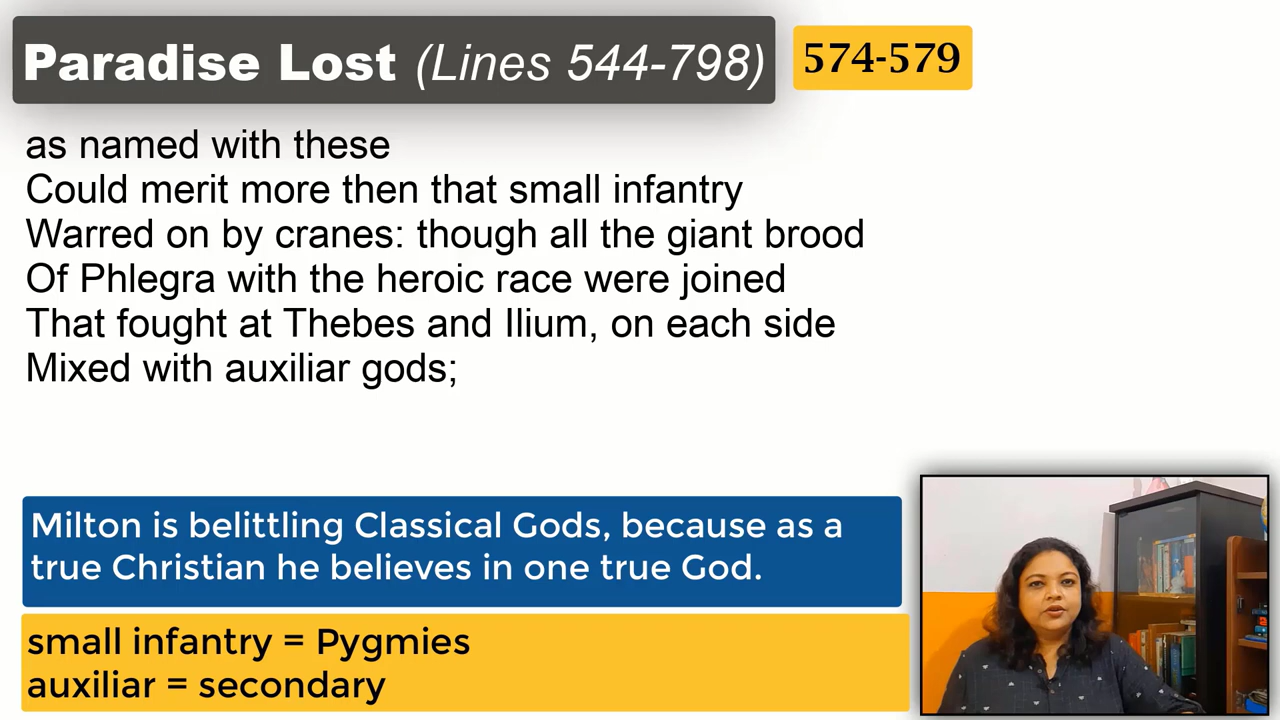 Paradise Lost (Lines 544-798) 574-579
as named with these
Could merit more then that small infantry
Warred on by cranes: though all the giant brood
Of Phlegra with the heroic race were joined
That fought at Thebes and Ilium, on each side
Mixed with auxiliar gods;
Milton is belittling Classical Gods, because as a
true Christian he believes in one true God.
small infantry = Pygmies
auxiliar = secondary